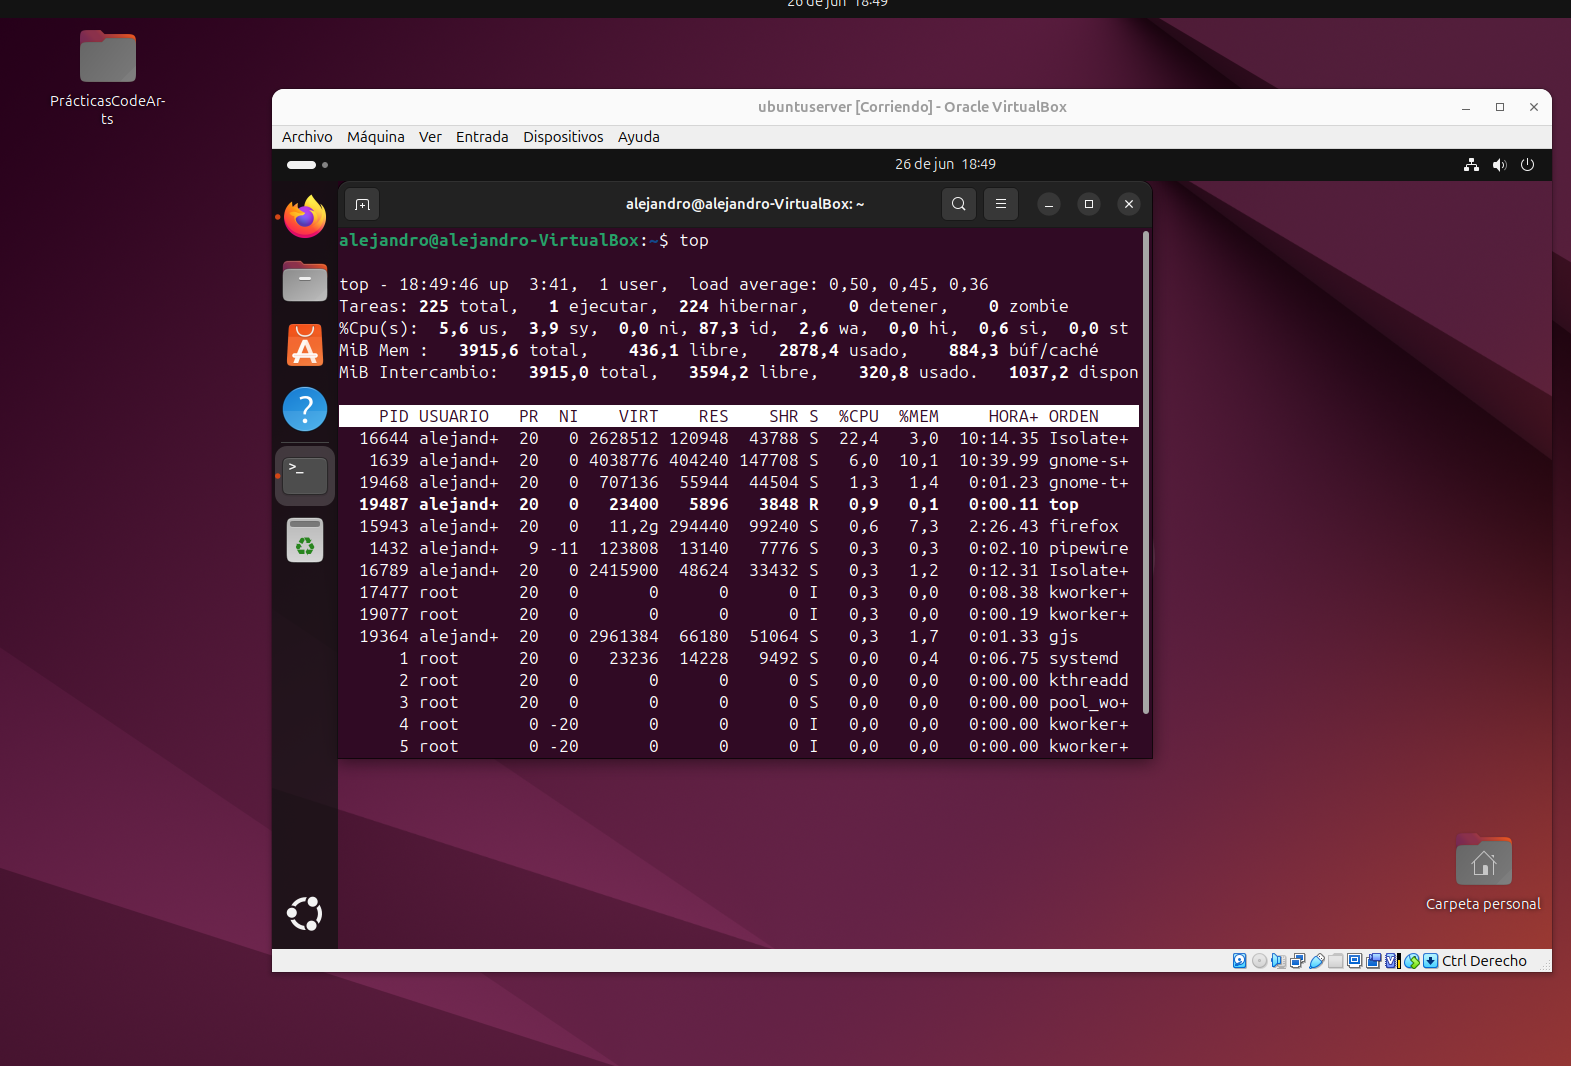 26 de jun 18:49
PrácticasCodeAr-
ts
ubuntuserver [Corriendo] - Oracle VirtualBox
Archivo Máquina Ver Entrada Dispositivos Ayuda
26 de jun 18:49
alejandro@alejandro-VirtualBox: ~
alejandro@alejandro-VirtualBox:~$ top
top - 18:49:46 up  3:41,  1 user,  load average: 0,50, 0,45, 0,36
Tareas: 225 total,   1 ejecutar,  224 hibernar,    0 detener,    0 zombie
%Cpu(s):  5,6 us,  3,9 sy,  0,0 ni, 87,3 id,  2,6 wa,  0,0 hi,  0,6 si,  0,0 st
MiB Mem :   3915,6 total,    436,1 libre,   2878,4 usado,    884,3 búf/caché
MiB Intercambio:   3915,0 total,   3594,2 libre,    320,8 usado.   1037,2 dispon
PID USUARIO   PR  NI    VIRT    RES    SHR S  %CPU  %MEM     HORA+ ORDEN
16644 alejand+  20   0 2628512 120948  43788 S  22,4   3,0  10:14.35 Isolate+
1639 alejand+  20   0 4038776 404240 147708 S   6,0  10,1  10:39.99 gnome-s+
19468 alejand+  20   0  707136  55944  44504 S   1,3   1,4   0:01.23 gnome-t+
19487 alejand+  20   0   23400   5896   3848 R   0,9   0,1   0:00.11 top
15943 alejand+  20   0   11,2g 294440  99240 S   0,6   7,3   2:26.43 firefox
1432 alejand+   9 -11  123808  13140   7776 S   0,3   0,3   0:02.10 pipewire
16789 alejand+  20   0 2415900  48624  33432 S   0,3   1,2   0:12.31 Isolate+
17477 root      20   0       0      0      0 I   0,3   0,0   0:08.38 kworker+
19077 root      20   0       0      0      0 I   0,3   0,0   0:00.19 kworker+
19364 alejand+  20   0 2961384  66180  51064 S   0,3   1,7   0:01.33 gjs
1 root      20   0   23236  14228   9492 S   0,0   0,4   0:06.75 systemd
2 root      20   0       0      0      0 S   0,0   0,0   0:00.00 kthreadd
3 root      20   0       0      0      0 S   0,0   0,0   0:00.00 pool_wo+
4 root       0 -20       0      0      0 I   0,0   0,0   0:00.00 kworker+
5 root       0 -20       0      0      0 I   0,0   0,0   0:00.00 kworker+
Carpeta personal
Ctrl Derecho